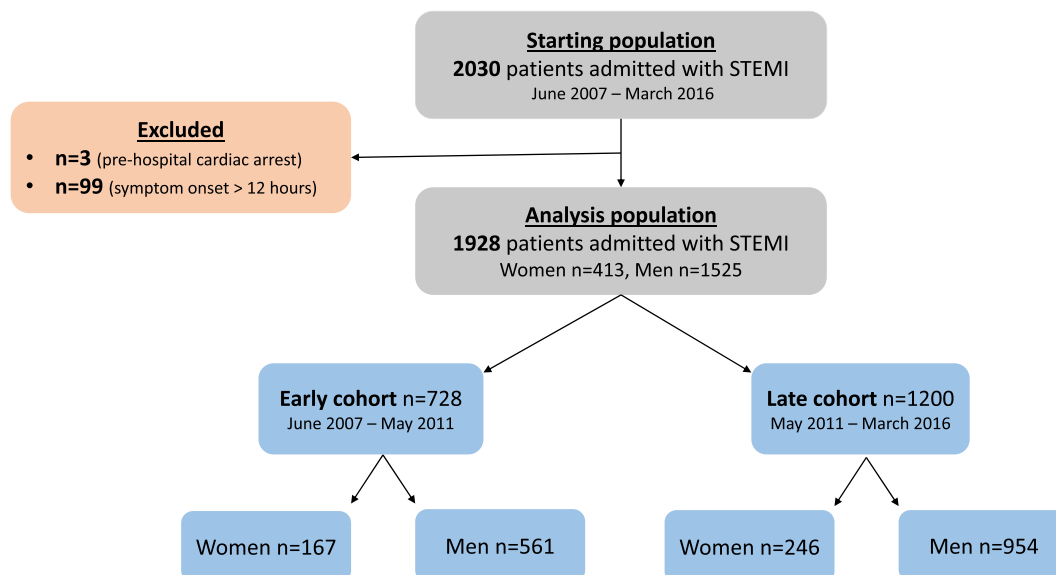 Starting population
2030 patients admitted with STEMI
June 2007 – March 2016
Excluded
• n=3 (pre-hospital cardiac arrest)
• n=99 (symptom onset > 12 hours)
Analysis population
1928 patients admitted with STEMI
Women n=413, Men n=1525
Early cohort n=728
June 2007 – May 2011
Late cohort n=1200
May 2011 – March 2016
Women n=167
Men n=561
Women n=246
Men n=954